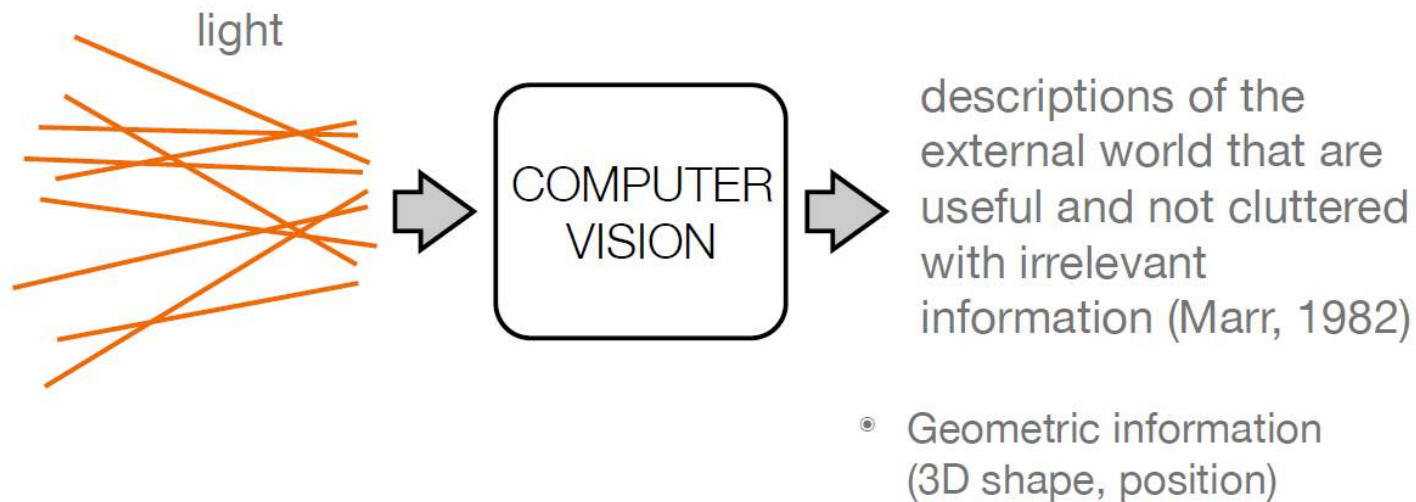 light
COMPUTER
VISION
descriptions of the
external world that are
useful and not cluttered
with irrelevant
information (Marr, 1982)
Geometric information
(3D shape, position)